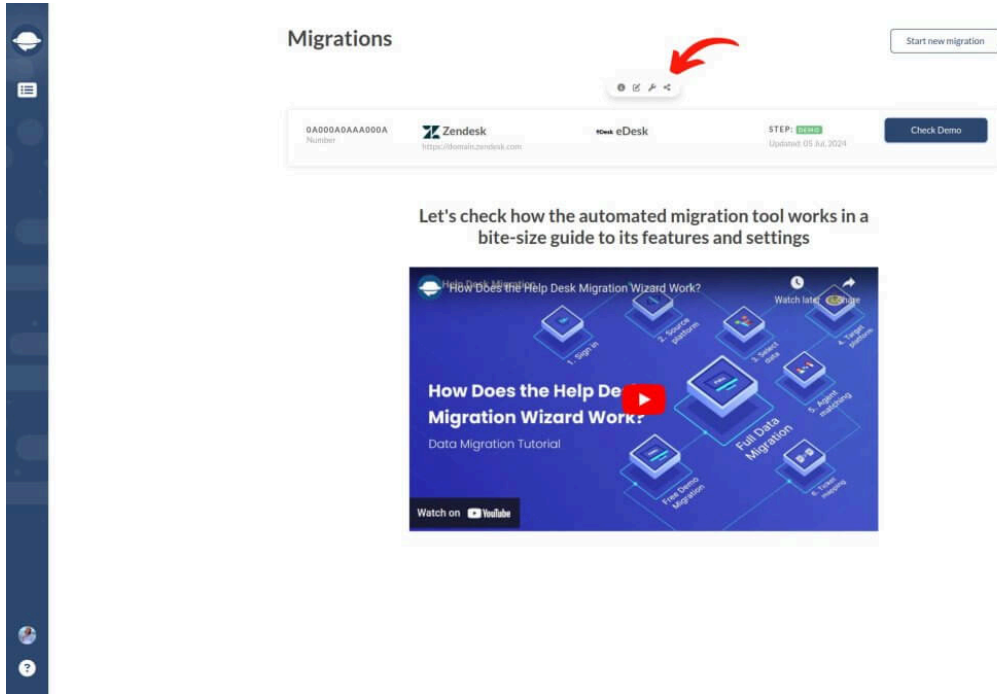 Migrations
Start new migration
0A000A0AAA000A
Number
Zendesk
https://domain.zendesk.com
eDesk eDesk
STEP: DEMO
Updated: 05 Jul, 2024
Check Demo
Let's check how the automated migration tool works in a
bite-size guide to its features and settings
Help Desk Migration
How Does the Help Desk Migration Wizard Work?
Watch later
Share
1. Sign in
2. Source
platform
3. Select
data
4. Target
platform
5. Agent
matching
6. Ticket
mapping
Full Data
Migration
Free Demo
Migration
How Does the Help De
Migration Wizard Work?
Data Migration Tutorial
Watch on YouTube
?